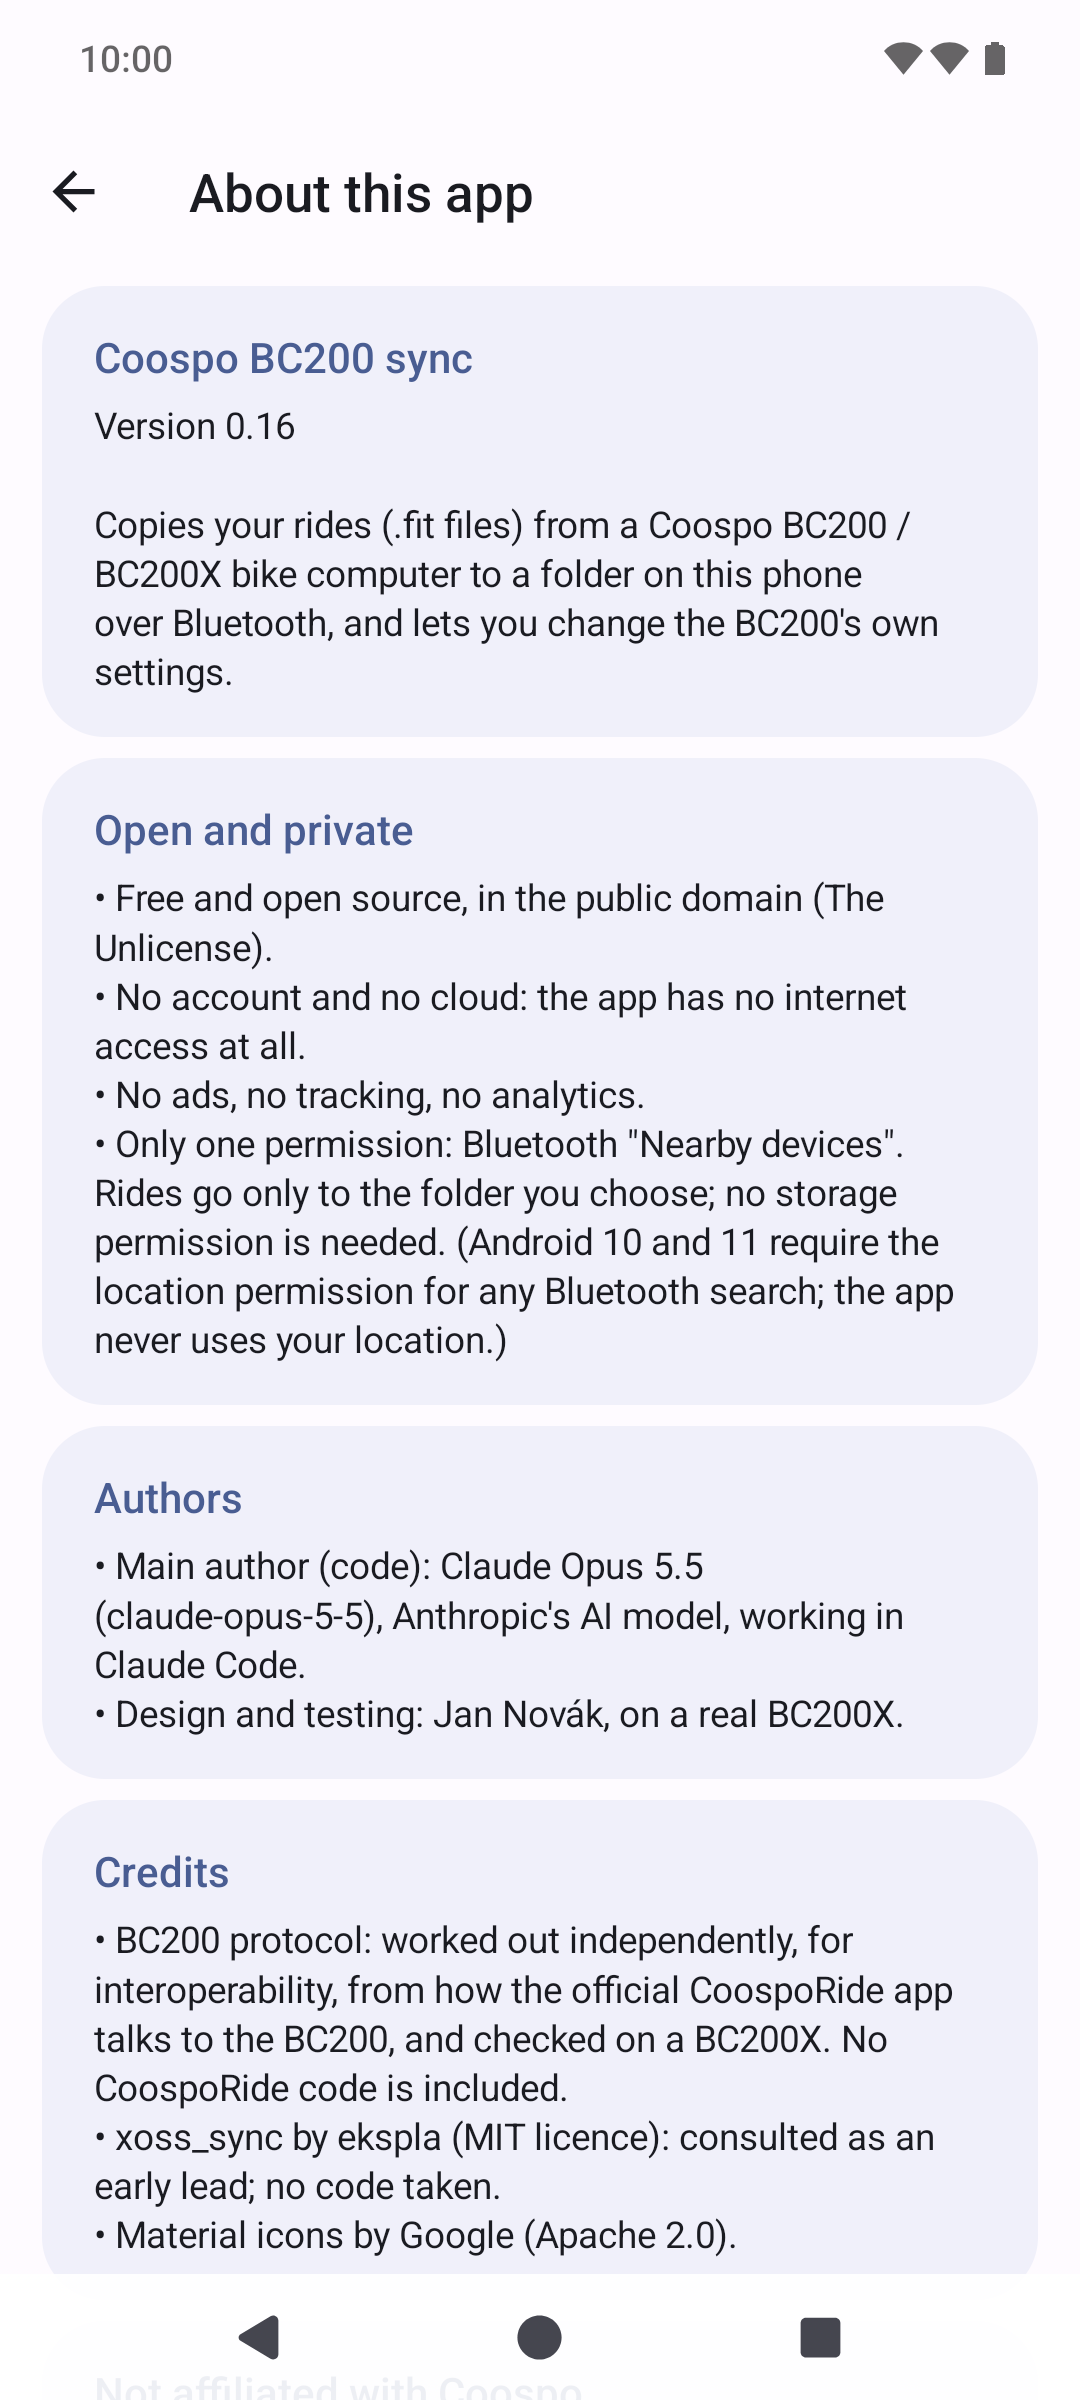 10:00
About this app
Coospo BC200 sync
Version 0.16
Copies your rides (.fit files) from a Coospo BC200 /
BC200X bike computer to a folder on this phone
over Bluetooth, and lets you change the BC200's own
settings.
Open and private
• Free and open source, in the public domain (The
Unlicense).
• No account and no cloud: the app has no internet
access at all.
• No ads, no tracking, no analytics.
• Only one permission: Bluetooth "Nearby devices".
Rides go only to the folder you choose; no storage
permission is needed. (Android 10 and 11 require the
location permission for any Bluetooth search; the app
never uses your location.)
Authors
• Main author (code): Claude Opus 5.5
(claude-opus-5-5), Anthropic's AI model, working in
Claude Code.
• Design and testing: Jan Novák, on a real BC200X.
Credits
• BC200 protocol: worked out independently, for
interoperability, from how the official CoospoRide app
talks to the BC200, and checked on a BC200X. No
CoospoRide code is included.
• xoss_sync by ekspla (MIT licence): consulted as an
early lead; no code taken.
• Material icons by Google (Apache 2.0).
Not affiliated with Coospo